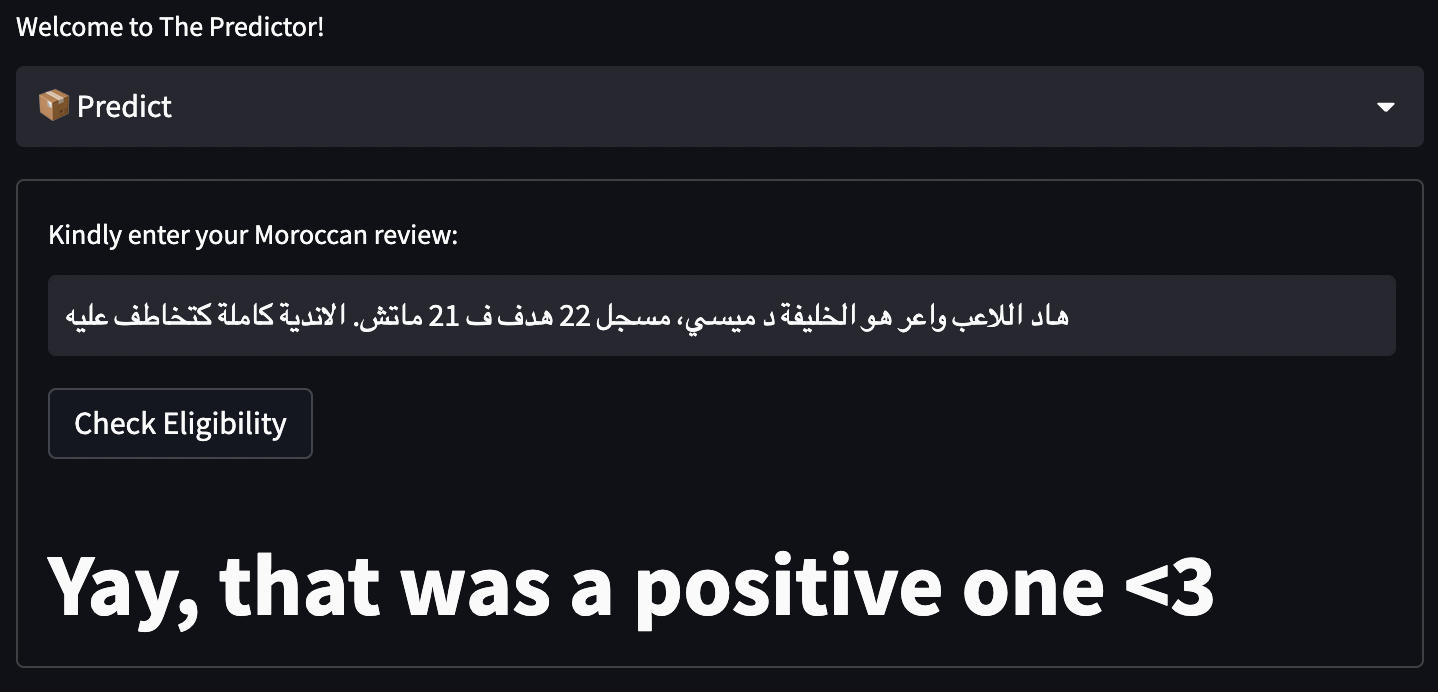 Welcome to The Predictor!
📦 Predict
Kindly enter your Moroccan review:
هاد اللاعب واعر هو الخليفة د ميسي، مسجل 22 هدف ف 21 ماتش. الاندية كاملة كتخاطف عليه
Check Eligibility
Yay, that was a positive one <3